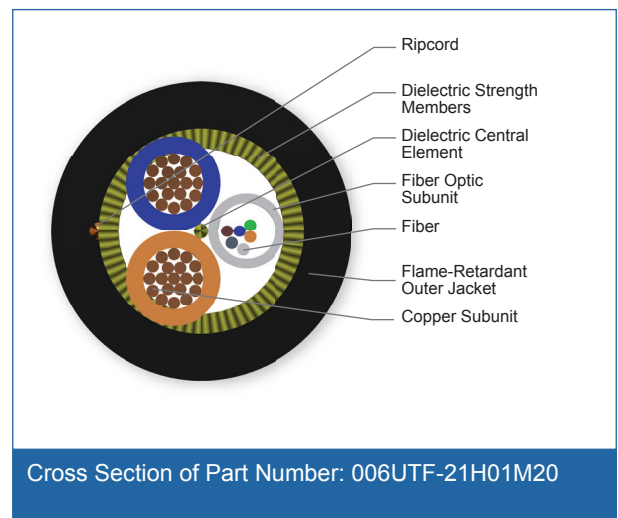 Ripcord
Dielectric Strength
Members
Dielectric Central
Element
Fiber Optic
Subunit
Fiber
Flame-Retardant
Outer Jacket
Copper Subunit
Cross Section of Part Number: 006UTF-21H01M20